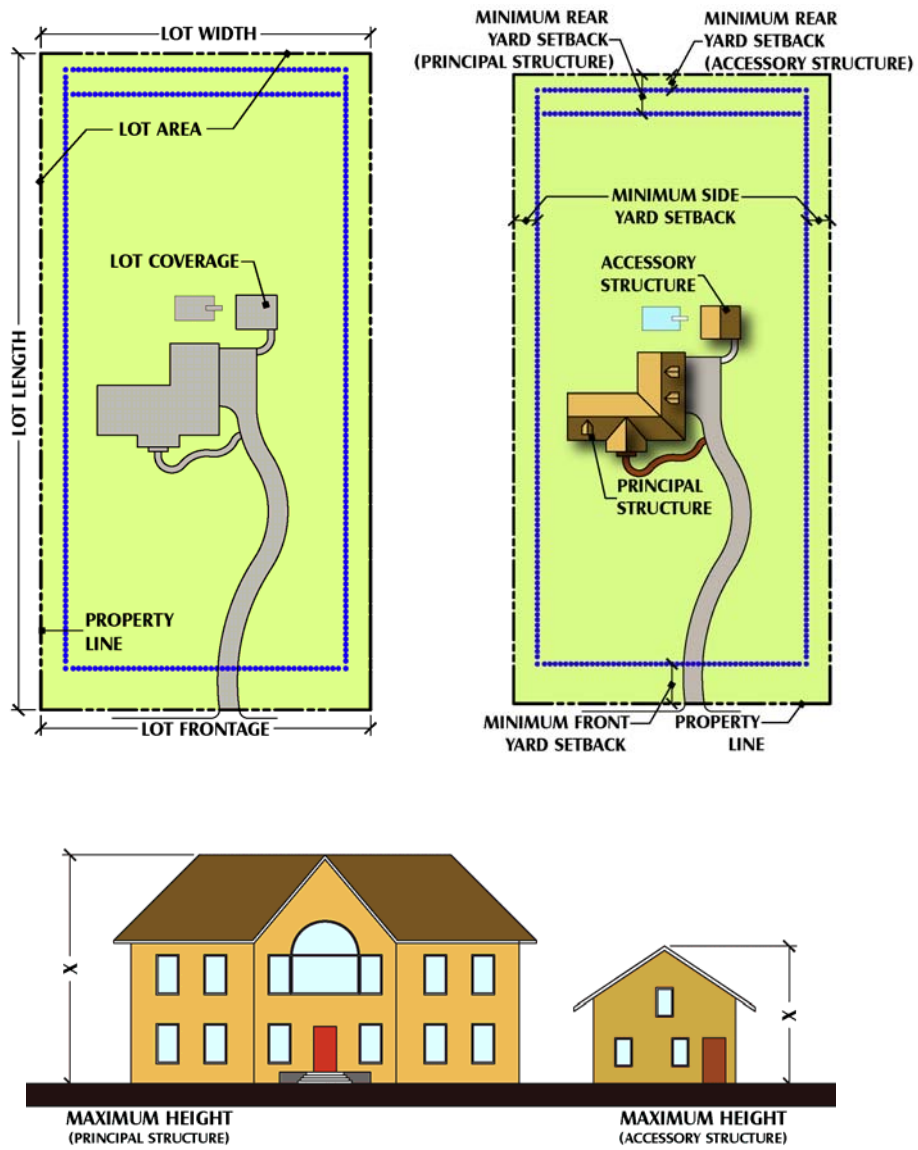 LOT WIDTH
LOT AREA
LOT COVERAGE
LOT LENGTH
PROPERTY
LINE
LOT FRONTAGE
MINIMUM REAR
YARD SETBACK
(PRINCIPAL STRUCTURE)
MINIMUM REAR
YARD SETBACK
(ACCESSORY STRUCTURE)
MINIMUM SIDE
YARD SETBACK
ACCESSORY
STRUCTURE
PRINCIPAL
STRUCTURE
MINIMUM FRONT
YARD SETBACK
PROPERTY
LINE
X
X
MAXIMUM HEIGHT
(PRINCIPAL STRUCTURE)
MAXIMUM HEIGHT
(ACCESSORY STRUCTURE)